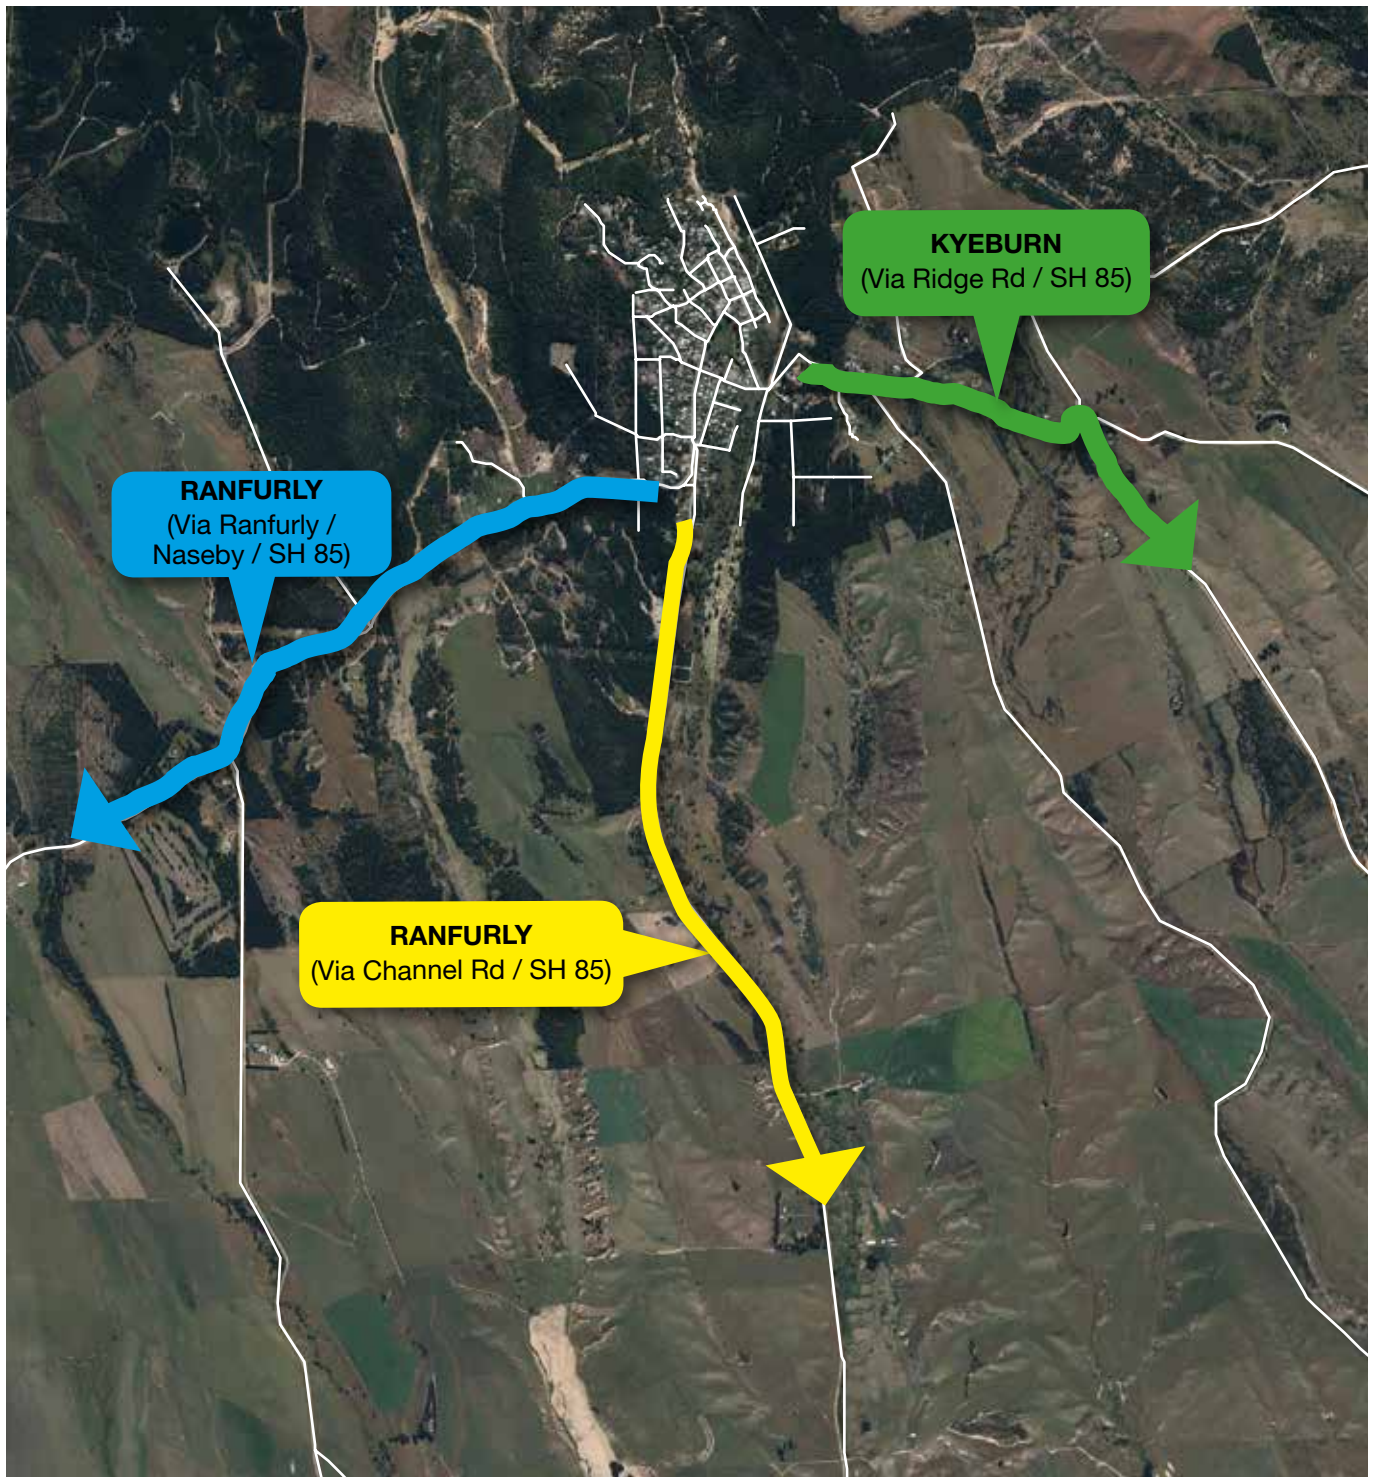 KYEBURN
(Via Ridge Rd / SH 85)
RANFURLY
(Via Ranfurly /
Naseby / SH 85)
RANFURLY
(Via Channel Rd / SH 85)